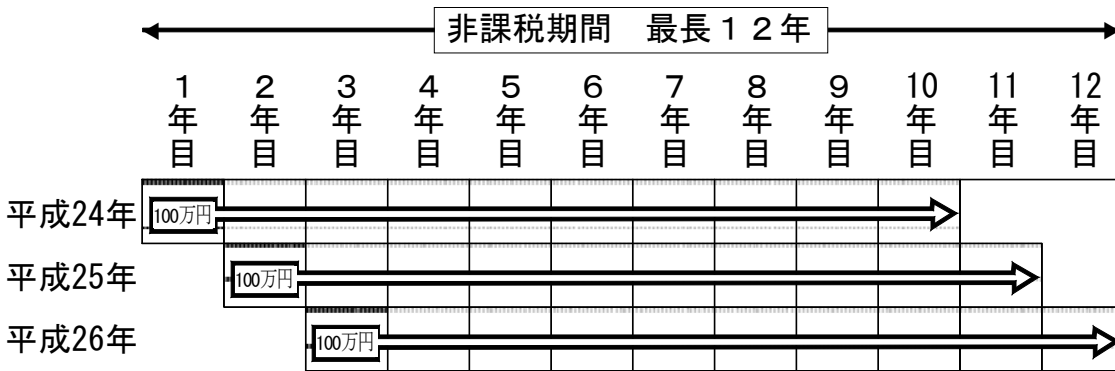 非課税期間　最長１２年
１年目 ２年目 ３年目 ４年目 ５年目 ６年目 ７年目 ８年目 ９年目 10年目 11年目 12年目
平成24年 100万円
平成25年 100万円
平成26年 100万円